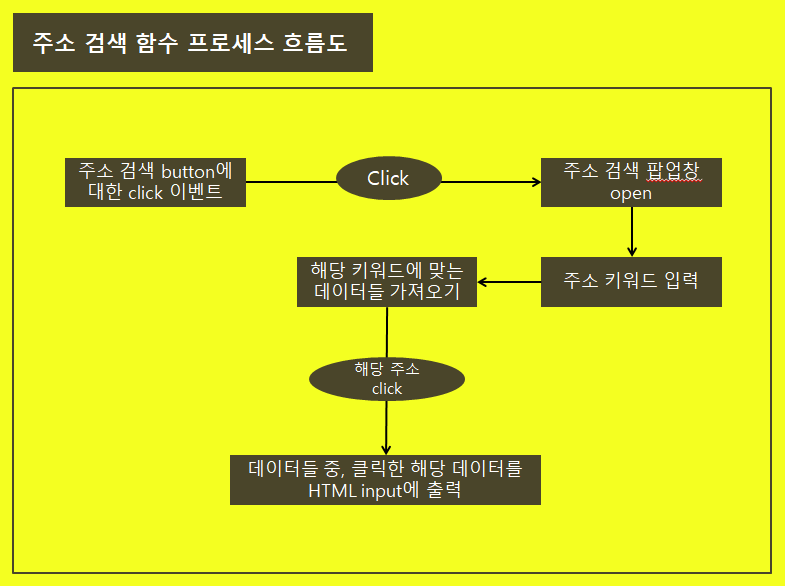 주소 검색 함수 프로세스 흐름도
주소 검색 button에
대한 click 이벤트
Click
주소 검색 팝업창
open
주소 키워드 입력
해당 키워드에 맞는
데이터들 가져오기
해당 주소
click
데이터들 중, 클릭한 해당 데이터를
HTML input에 출력